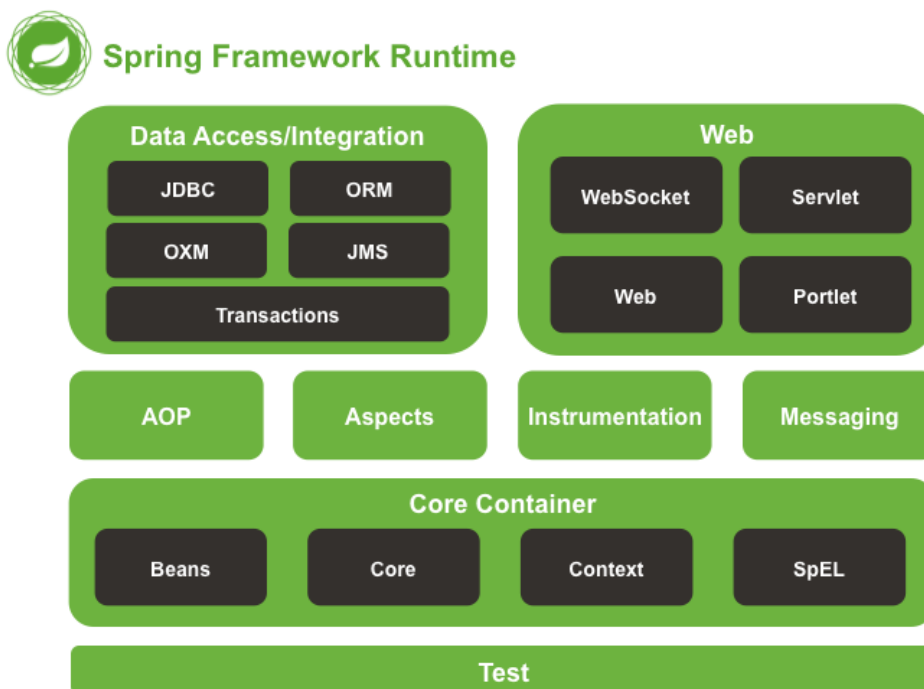 Spring Framework Runtime
Data Access/Integration
JDBC
ORM
OXM
JMS
Transactions
Web
WebSocket
Servlet
Web
Portlet
AOP
Aspects
Instrumentation
Messaging
Core Container
Beans
Core
Context
SpEL
Test